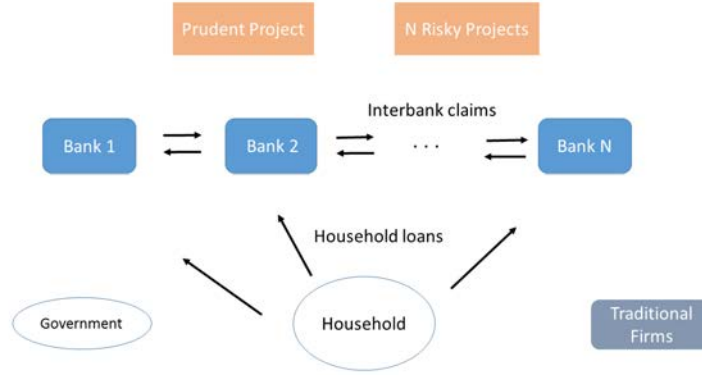 Prudent Project
N Risky Projects
Interbank claims
Bank 1
Bank 2
. . .
Bank N
Household loans
Government
Household
Traditional
Firms